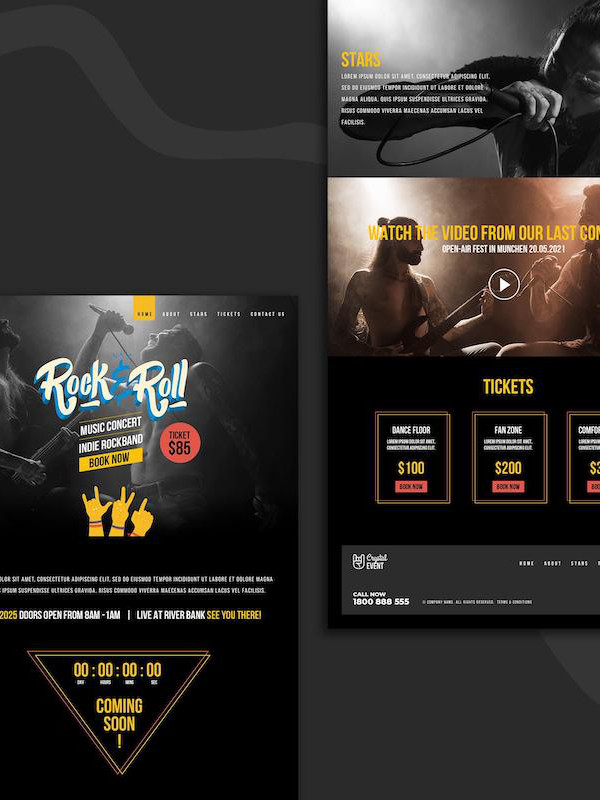 HOME ABOUT STARS TICKETS CONTACT US
Rock & Roll
MUSIC CONCERT
INDIE ROCKBAND
BOOK NOW
TICKET
$85
DOLOR SIT AMET, CONSECTETUR ADIPISCING ELIT. SED DO EIUSMOD TEMPOR INCIDIDUNT UT LABORE ET DOLORE MAGNA
IPSUM SUSPENDISSE ULTRICES GRAVIDA. RISUS COMMODO VIVERRA MAECENAS ACCUMSAN LACUS VEL FACILISIS.
2025 DOORS OPEN FROM 8AM -1AM | LIVE AT RIVER BANK SEE YOU THERE!
00 : 00 : 00 : 00
DAY HOURS MINS SEC
COMING
SOON
!
STARS
LOREM IPSUM DOLOR SIT AMET, CONSECTETUR ADIPISCING ELIT,
SED DO EIUSMOD TEMPOR INCIDIDUNT UT LABORE ET DOLORE
MAGNA ALIQUA. QUIS IPSUM SUSPENDISSE ULTRICES GRAVIDA.
RISUS COMMODO VIVERRA MAECENAS ACCUMSAN LACUS VEL
FACILISIS.
WATCH THE VIDEO FROM OUR LAST CON
OPEN-AIR FEST IN MUNCHEN 20.05.2021
TICKETS
DANCE FLOOR
LOREM IPSUM DOLOR SIT AMET,
CONSECTETUR ADIPISCING ELIT.
$100
BOOK NOW
FAN ZONE
LOREM IPSUM DOLOR SIT AMET,
CONSECTETUR ADIPISCING ELIT.
$200
BOOK NOW
COMFOR
LOREM IPSUM DOLOR
CONSECTETUR ADIP
$3
BOOK N
Crystal
EVENT
HOME ABOUT STARS
CALL NOW
1800 888 555
© COMPANY NAME. ALL RIGHTS RESERVED. TERMS & CONDITIONS